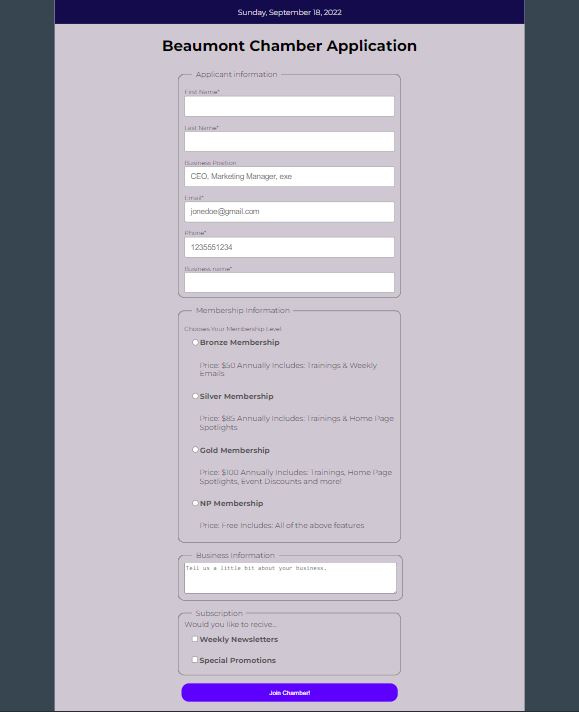 Sunday, September 18, 2022
Beaumont Chamber Application
Applicant information
First Name*
Last Name*
Business Position
CEO, Marketing Manager, exe
Email*
jonedoe@gmail.com
Phone*
1235551234
Business name*
Membership Information
Chooses Your Membership Level
Bronze Membership
Price: $50 Annually Includes: Trainings & Weekly
Emails
Silver Membership
Price: $85 Annually Includes: Trainings & Home Page
Spotlights
Gold Membership
Price: $100 Annually Includes: Trainings, Home Page
Spotlights, Event Discounts and more!
NP Membership
Price: Free Includes: All of the above features
Business Information
Tell us a little bit about your business.
Subscription
Would you like to recive...
Weekly Newsletters
Special Promotions
Join Chamber!